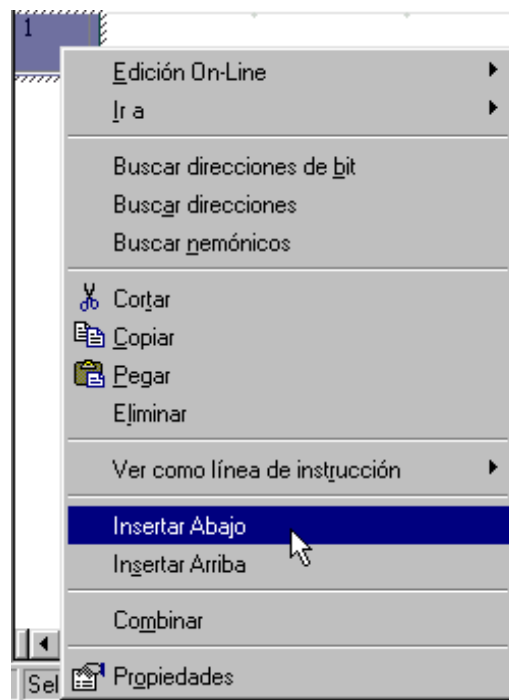 1
Edición On-Line
Ir a
Buscar direcciones de bit
Buscar direcciones
Buscar nemónicos
Cortar
Copiar
Pegar
Eliminar
Ver como línea de instrucción
Insertar Abajo
Insertar Arriba
Combinar
Sel
Propiedades